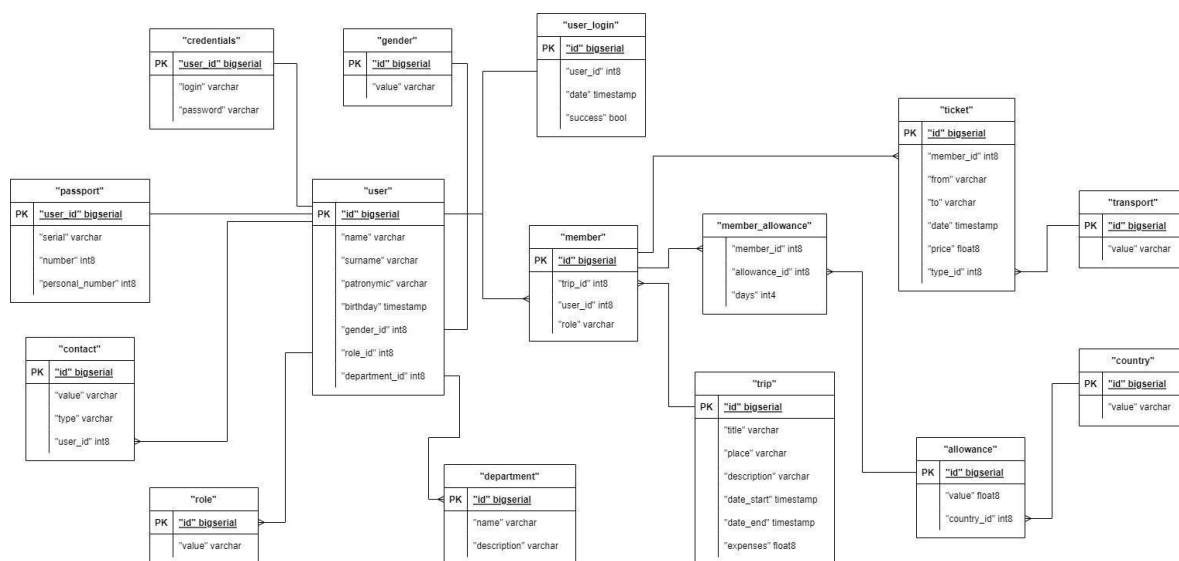 "credentials"
PK "user_id" bigserial
"login" varchar
"password" varchar
"gender"
PK "id" bigserial
"value" varchar
"user_login"
PK "id" bigserial
"user_id" int8
"date" timestamp
"success" bool
"ticket"
PK "id" bigserial
"member_id" int8
"from" varchar
"to" varchar
"date" timestamp
"price" float8
"type_id" int8
"passport"
PK "user_id" bigserial
"serial" varchar
"number" int8
"personal_number" int8
"user"
PK "id" bigserial
"name" varchar
"surname" varchar
"patronymic" varchar
"birthday" timestamp
"gender_id" int8
"role_id" int8
"department_id" int8
"member"
PK "id" bigserial
"trip_id" int8
"user_id" int8
"role" varchar
"member_allowance"
"member_id" int8
"allowance_id" int8
"days" int4
"transport"
PK "id" bigserial
"value" varchar
"contact"
PK "id" bigserial
"value" varchar
"type" varchar
"user_id" int8
"trip"
PK "id" bigserial
"title" varchar
"place" varchar
"description" varchar
"date_start" timestamp
"date_end" timestamp
"expenses" float8
"country"
PK "id" bigserial
"value" varchar
"allowance"
PK "id" bigserial
"value" float8
"country_id" int8
"role"
PK "id" bigserial
"value" varchar
"department"
PK "id" bigserial
"name" varchar
"description" varchar